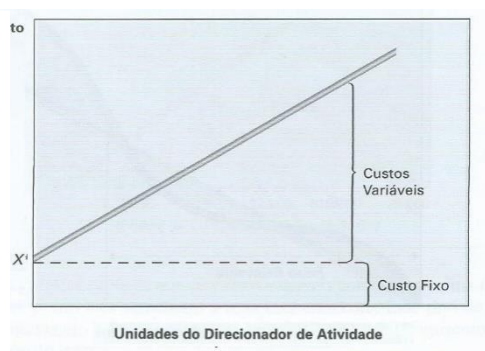 to
Custos
Variáveis
X'
Custo Fixo
Unidades do Direcionador de Atividade